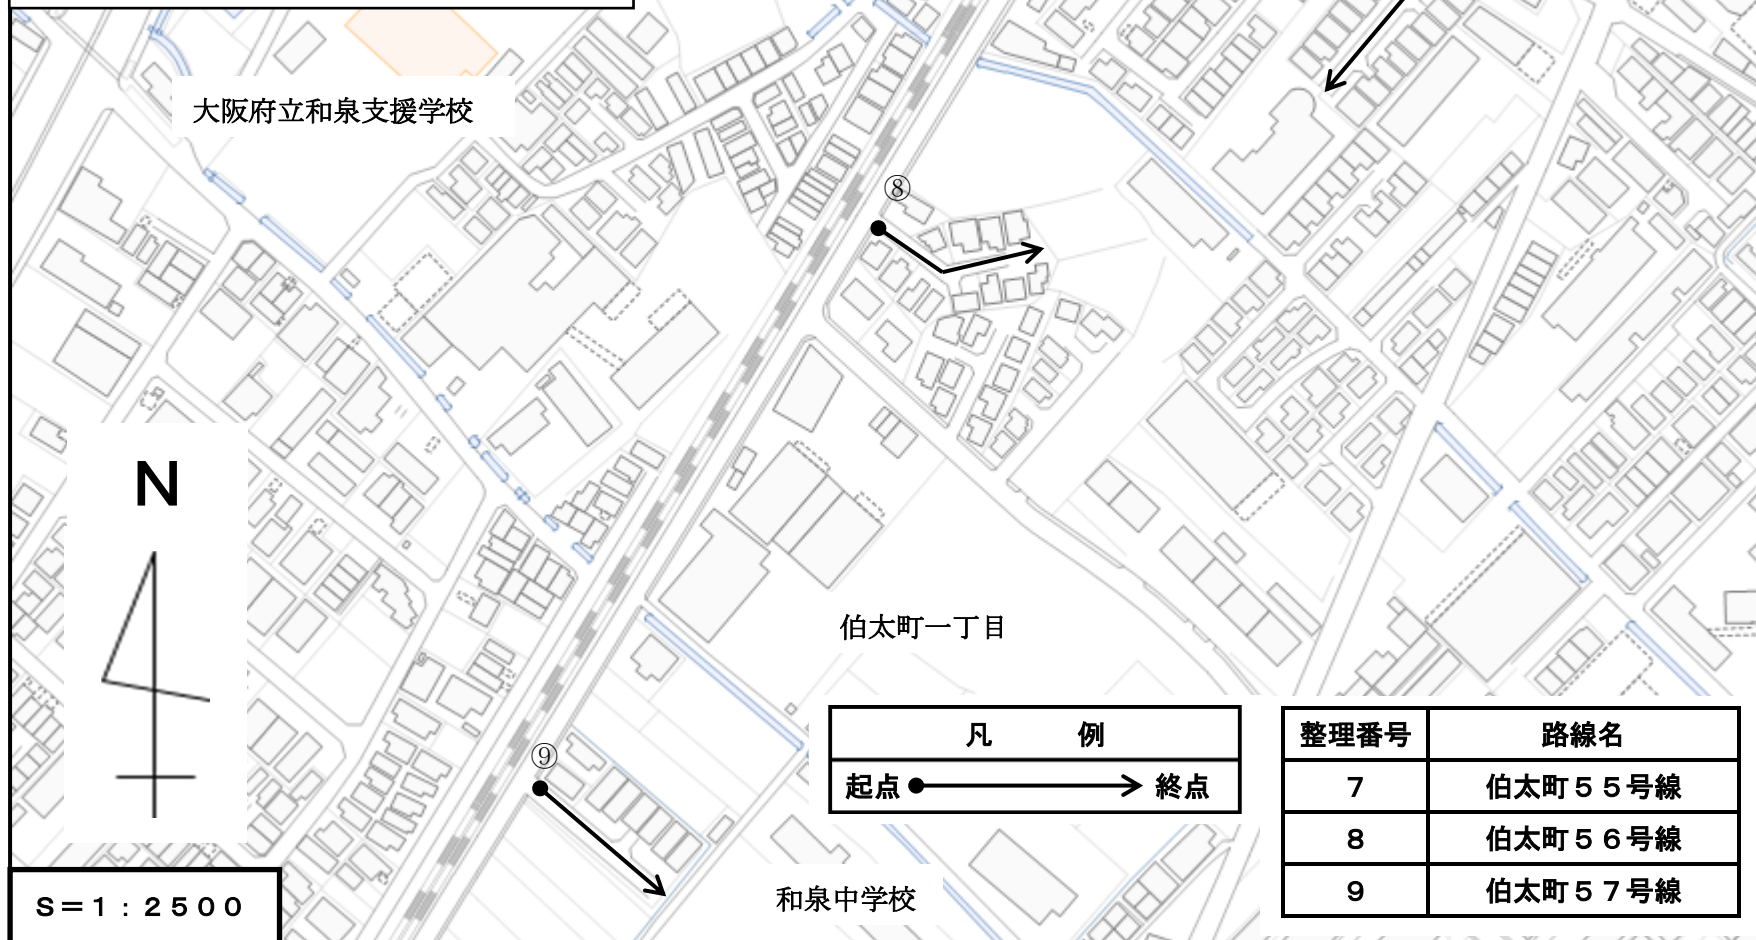 大阪府立和泉支援学校
⑧
N
伯太町一丁目
⑨
凡　例
起点 終点
整理番号 路線名
７ 伯太町５５号線
８ 伯太町５６号線
９ 伯太町５７号線
和泉中学校
Ｓ＝１：２５００